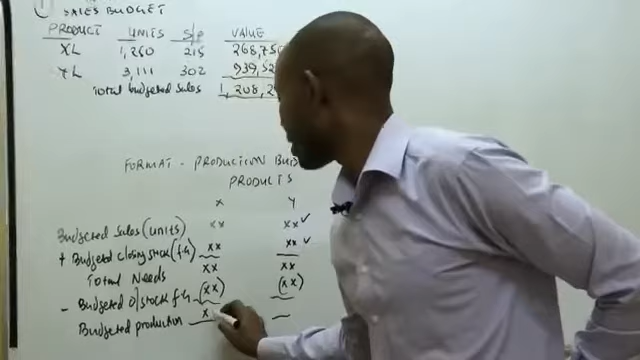 ① SALES BUDGET
PRODUCT UNITS S/P VALUE
XL 1,250 215 268,750
YL 3,111 302 939,52
Total budgeted sales 1,208,2
FORMAT - PRODUCTION BUD
PRODUCTS
X Y
Budgeted Sales (units) XX XX ✓
+ Budgeted closing stock (f.g) XX XX ✓
Total Needs XX XX
- Budgeted o/stock f.g (XX) (XX)
Budgeted production X